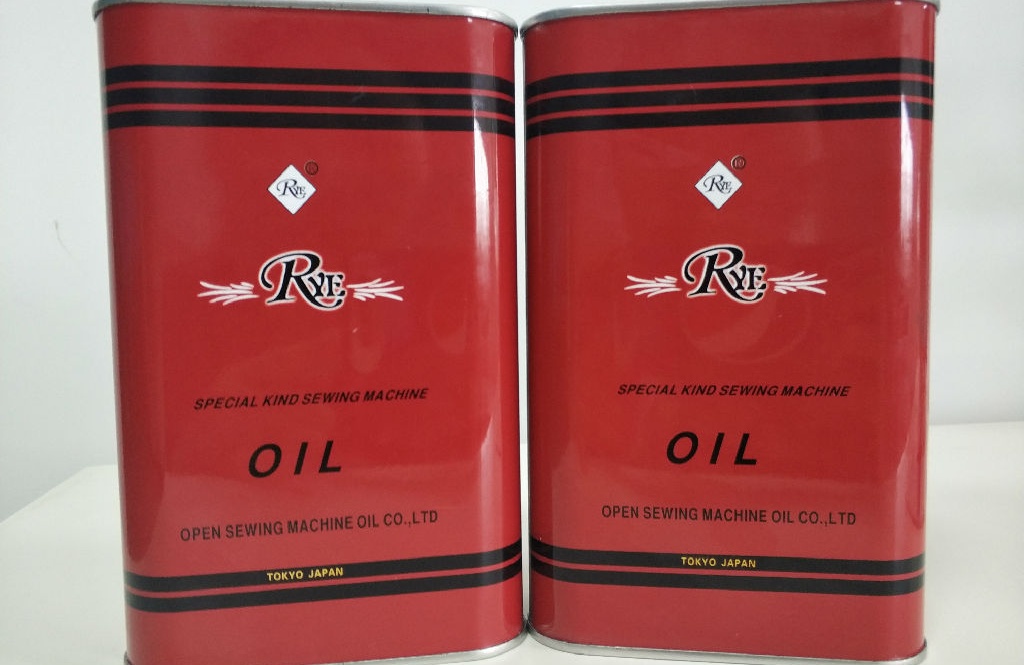 RYE ®
RYE
SPECIAL KIND SEWING MACHINE
OIL
OPEN SEWING MACHINE OIL CO.,LTD
TOKYO JAPAN
RYE ®
RYE
SPECIAL KIND SEWING MACHINE
OIL
OPEN SEWING MACHINE OIL CO.,LTD
TOKYO JAPAN